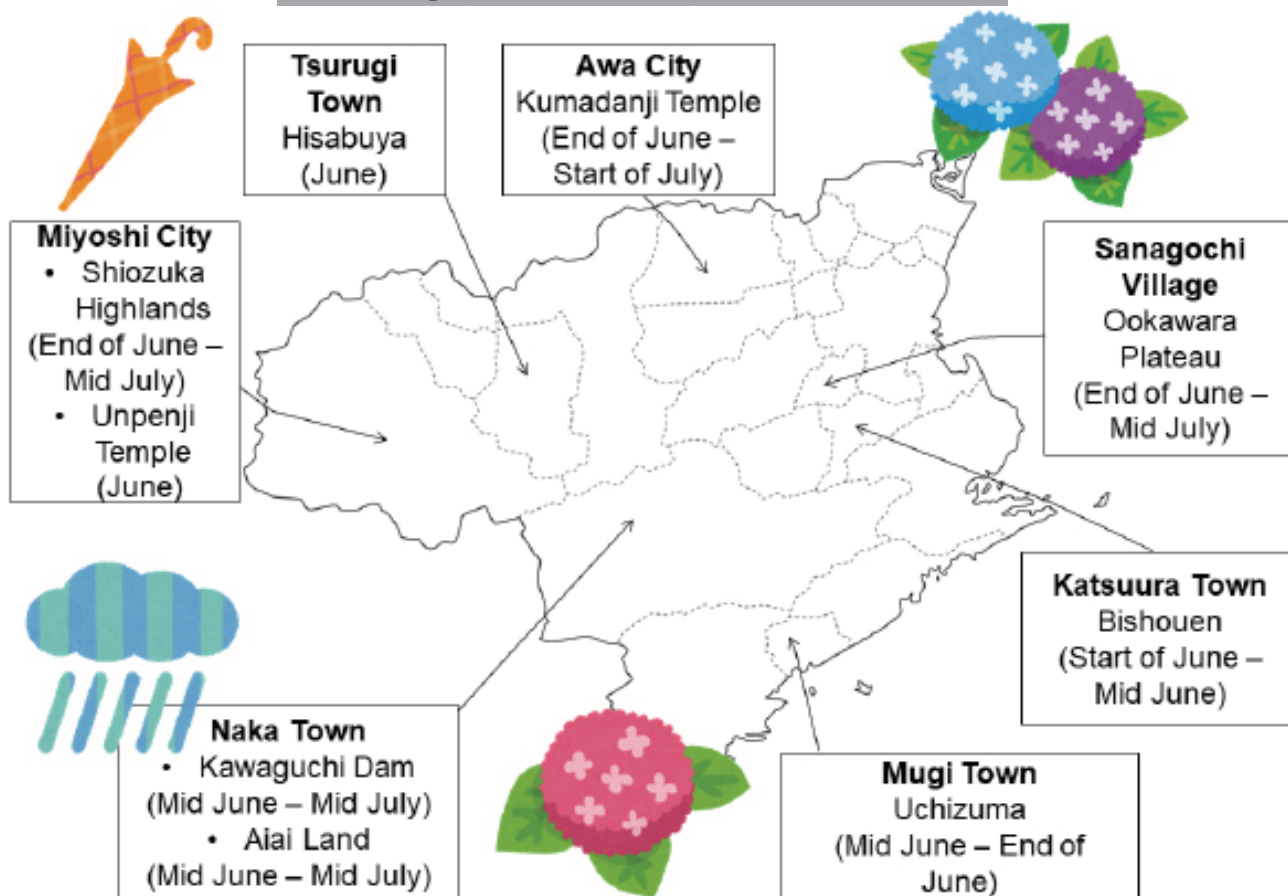 Tsurugi
Town
Hisabuya
(June)
Awa City
Kumadanji Temple
(End of June –
Start of July)
Miyoshi City
• Shiozuka
Highlands
(End of June –
Mid July)
• Unpenji
Temple
(June)
Sanagochi
Village
Ookawara
Plateau
(End of June –
Mid July)
Katsuura Town
Bishouen
(Start of June –
Mid June)
Naka Town
• Kawaguchi Dam
(Mid June – Mid July)
• Aiai Land
(Mid June – Mid July)
Mugi Town
Uchizuma
(Mid June – End of
June)